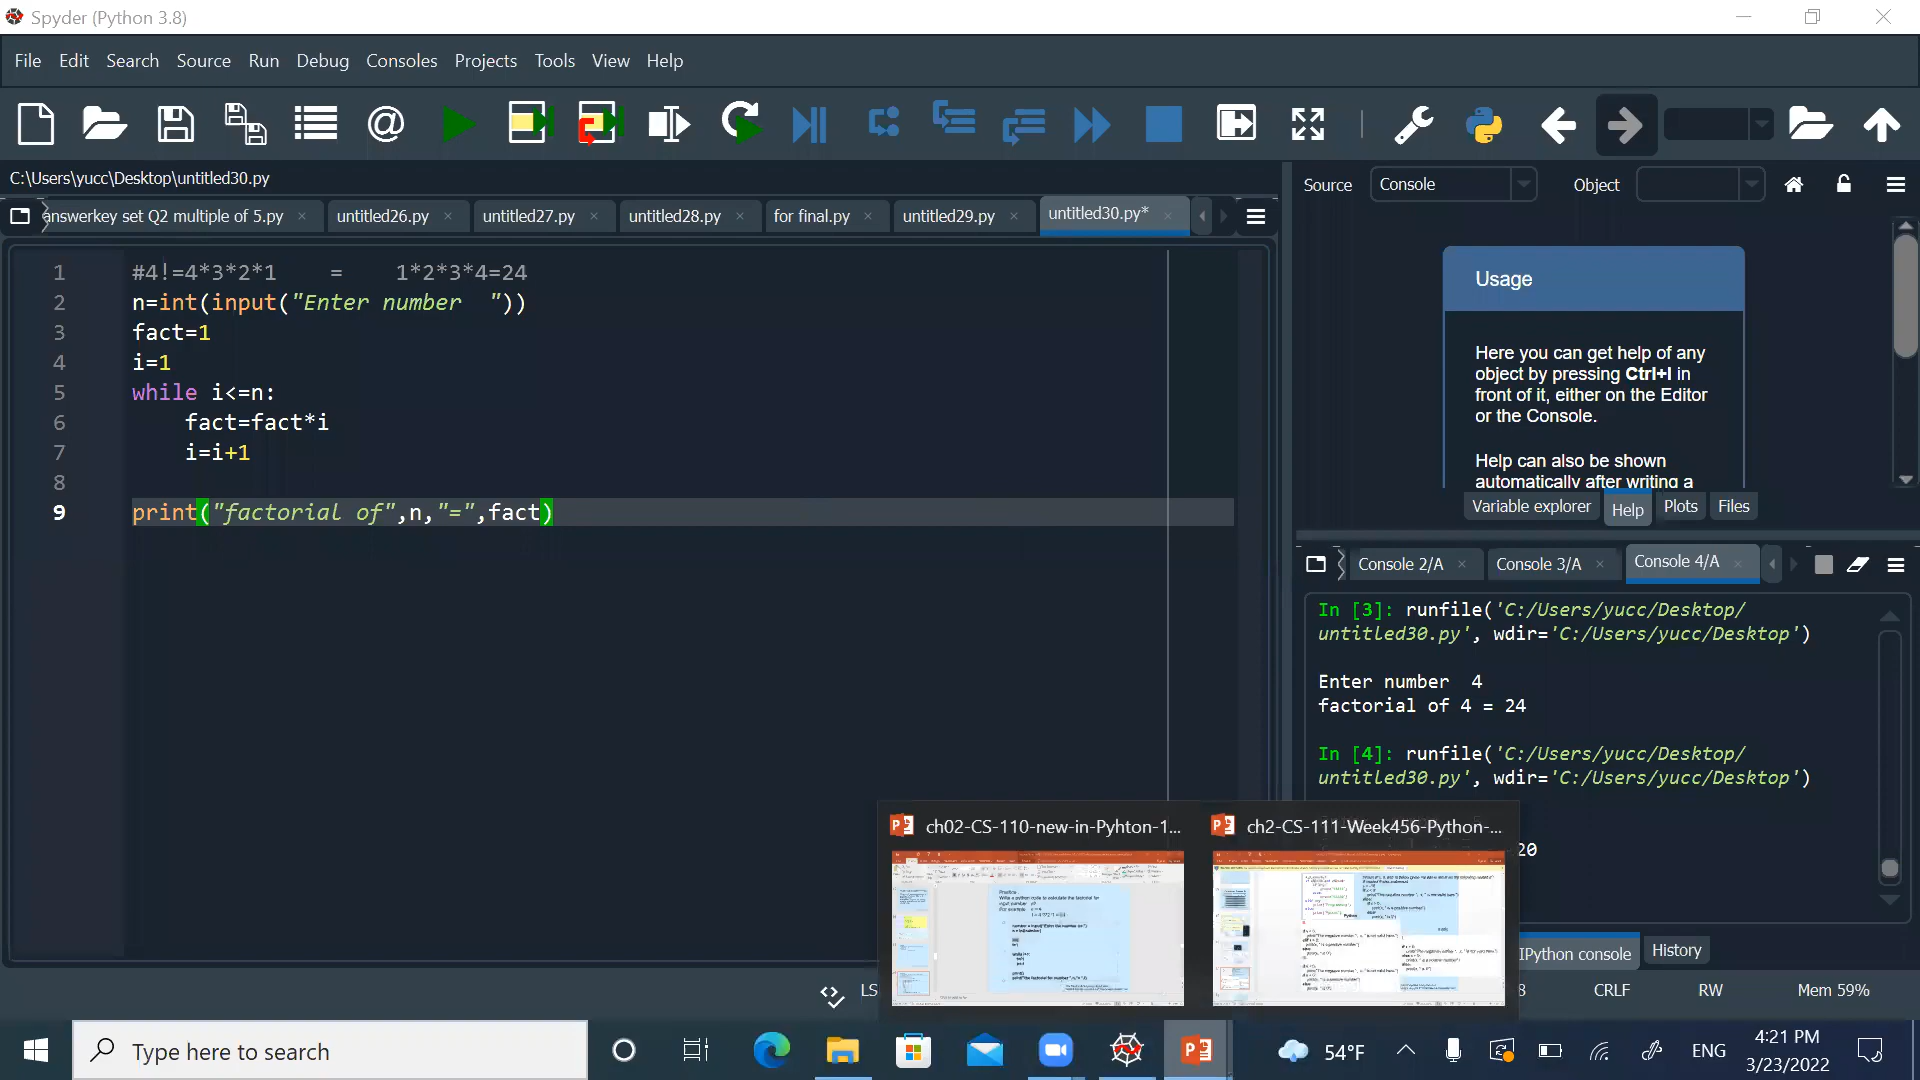 Spyder (Python 3.8)
File Edit Search Source Run Debug Consoles Projects Tools View Help
C:\Users\yucc\Desktop\untitled30.py
answerkey set Q2 multiple of 5.py untitled26.py untitled27.py untitled28.py for final.py untitled29.py untitled30.py*
1 #4!=4*3*2*1 = 1*2*3*4=24
2 n=int(input("Enter number "))
3 fact=1
4 i=1
5 while i<=n:
6 fact=fact*i
7 i=i+1
8
9 print("factorial of",n,"=",fact)
Source Console Object
Usage
Here you can get help of any
object by pressing Ctrl+I in
front of it, either on the Editor
or the Console.
Help can also be shown
automatically after writing a
Variable explorer Help Plots Files
Console 2/A Console 3/A Console 4/A
In [3]: runfile('C:/Users/yucc/Desktop/
untitled30.py', wdir='C:/Users/yucc/Desktop')
Enter number 4
factorial of 4 = 24
In [4]: runfile('C:/Users/yucc/Desktop/
untitled30.py', wdir='C:/Users/yucc/Desktop')
20
IPython console History
ch02-CS-110-new-in-Pyhton-1... ch2-CS-111-Week456-Python-...
LS 8 CRLF RW Mem 59%
Type here to search
54°F ENG
4:21 PM
3/23/2022